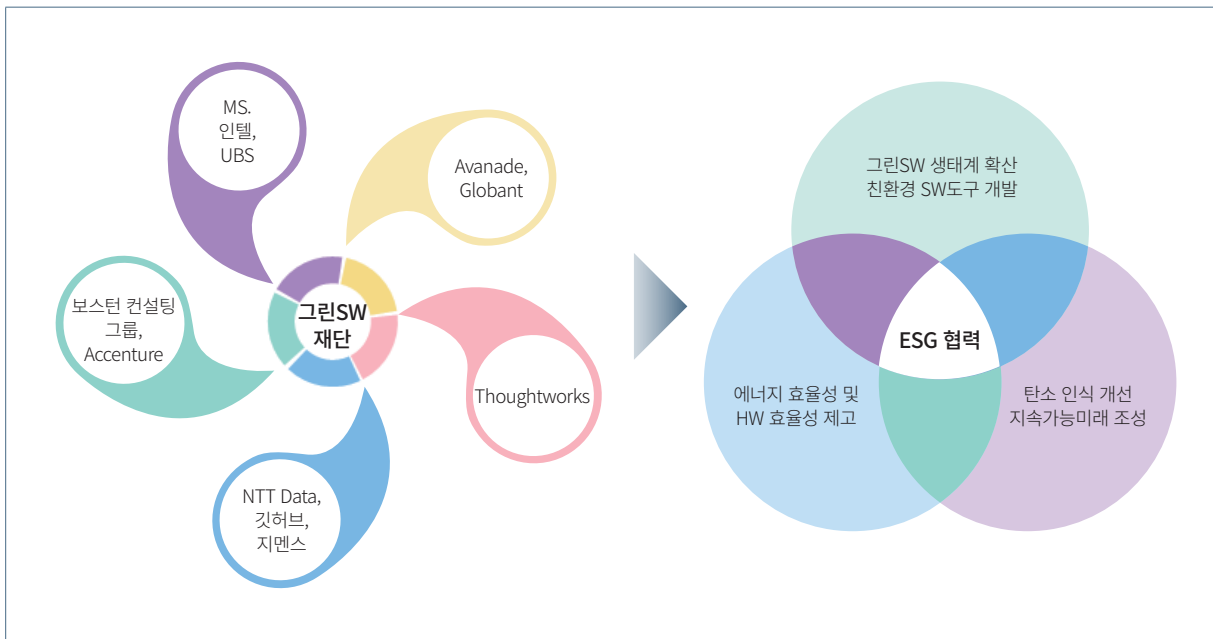 MS.
인텔,
UBS
Avanade,
Globant
보스턴 컨설팅
그룹,
Accenture
그린SW
재단
Thoughtworks
NTT Data,
깃허브,
지멘스
그린SW 생태계 확산
친환경 SW도구 개발
ESG 협력
에너지 효율성 및
HW 효율성 제고
탄소 인식 개선
지속가능미래 조성